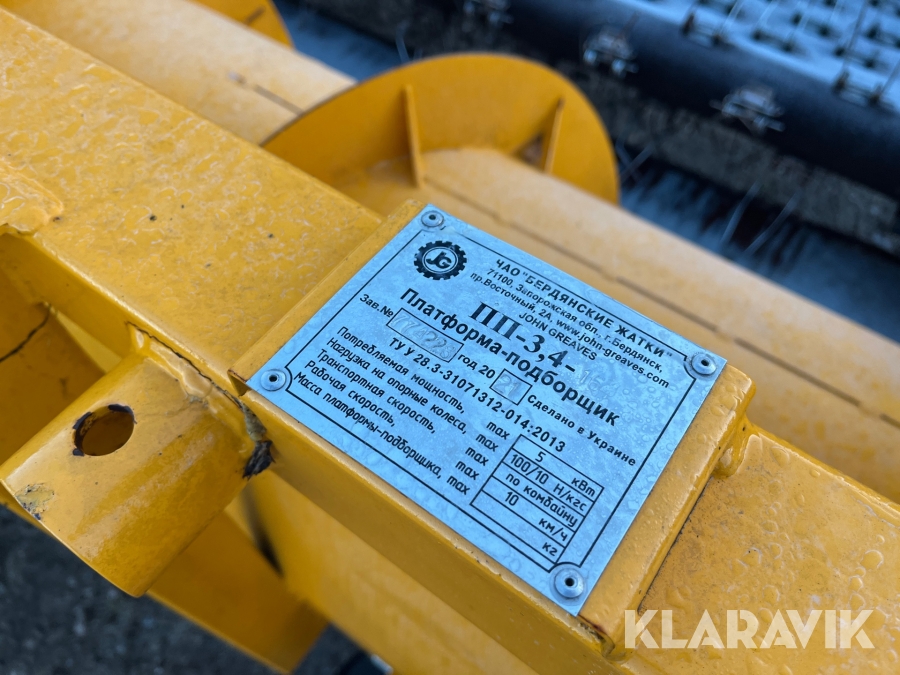 JG
ЧАО "БЕРДЯНСКИЕ ЖАТКИ"
71100, Запорожская обл., г.Бердянск,
пр.Восточный, 2А, www.john-greaves.com
JOHN GREAVES
ПП-3,4-
Платформа-подборщик
Зав.№ год 20 21 Сделано в Украине
ТУ У 28.3-31071312-014:2013
Потребляемая мощность, max 5 кВт
Нагрузка на опорные колеса, max 100/10 Н/кгс
Транспортная скорость, max по комбайну
Рабочая скорость, max 10 км/ч
Масса платформы-подборщика, max кг
KLARAVIK